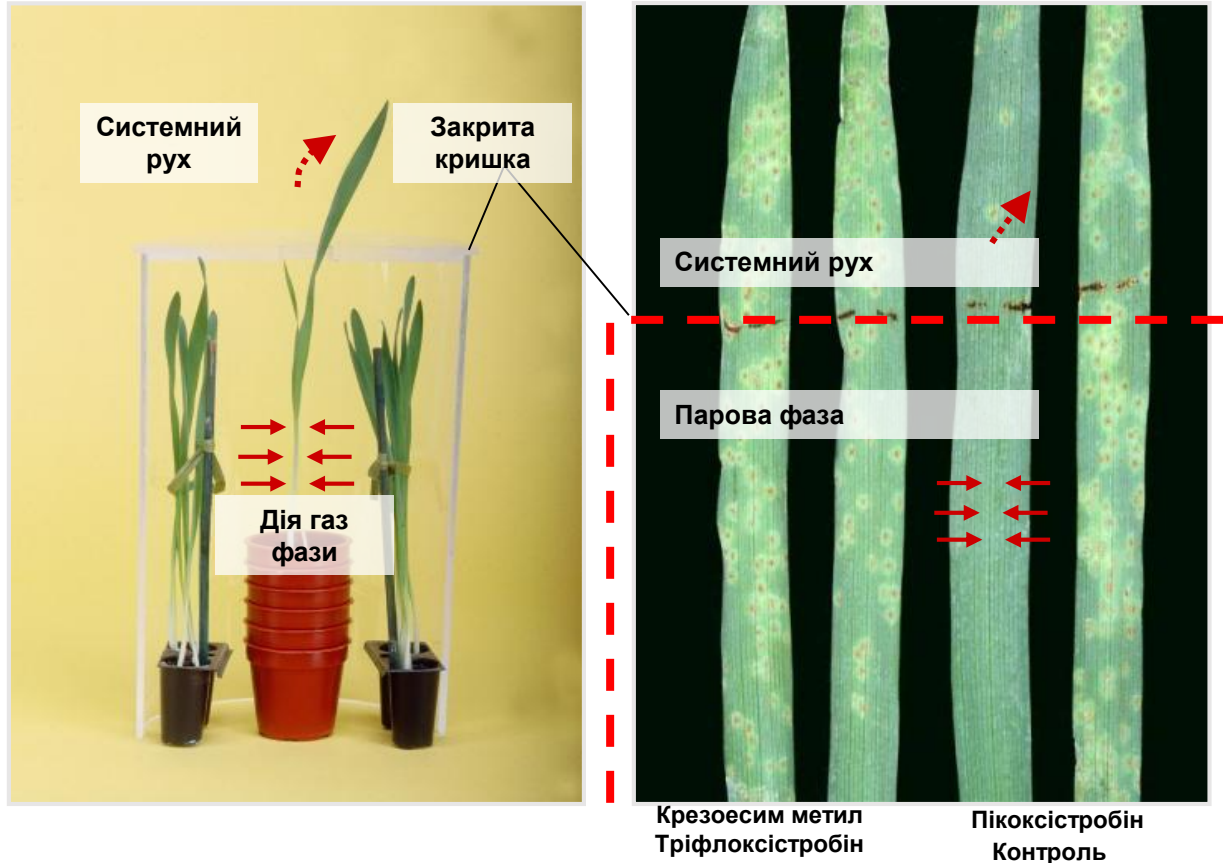 Системний
рух
Закрита
кришка
Дія газ
фази
Системний рух
Парова фаза
Крезоесим метил
Тріфлоксістробін
Пікоксістробін
Контроль